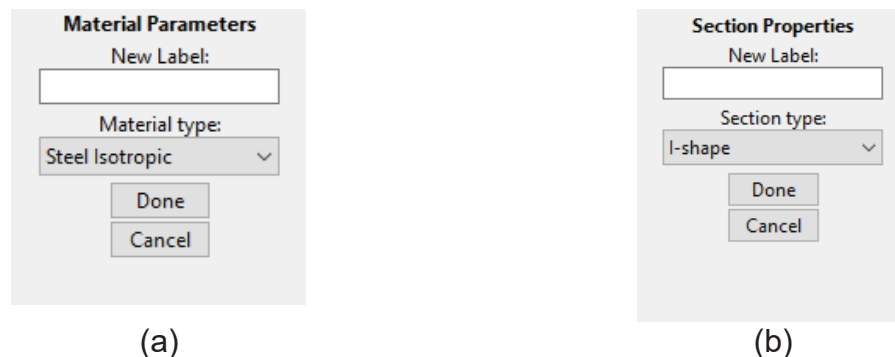 Material Parameters
New Label:
Material type:
Steel Isotropic
Done
Cancel
(a)
Section Properties
New Label:
Section type:
I-shape
Done
Cancel
(b)